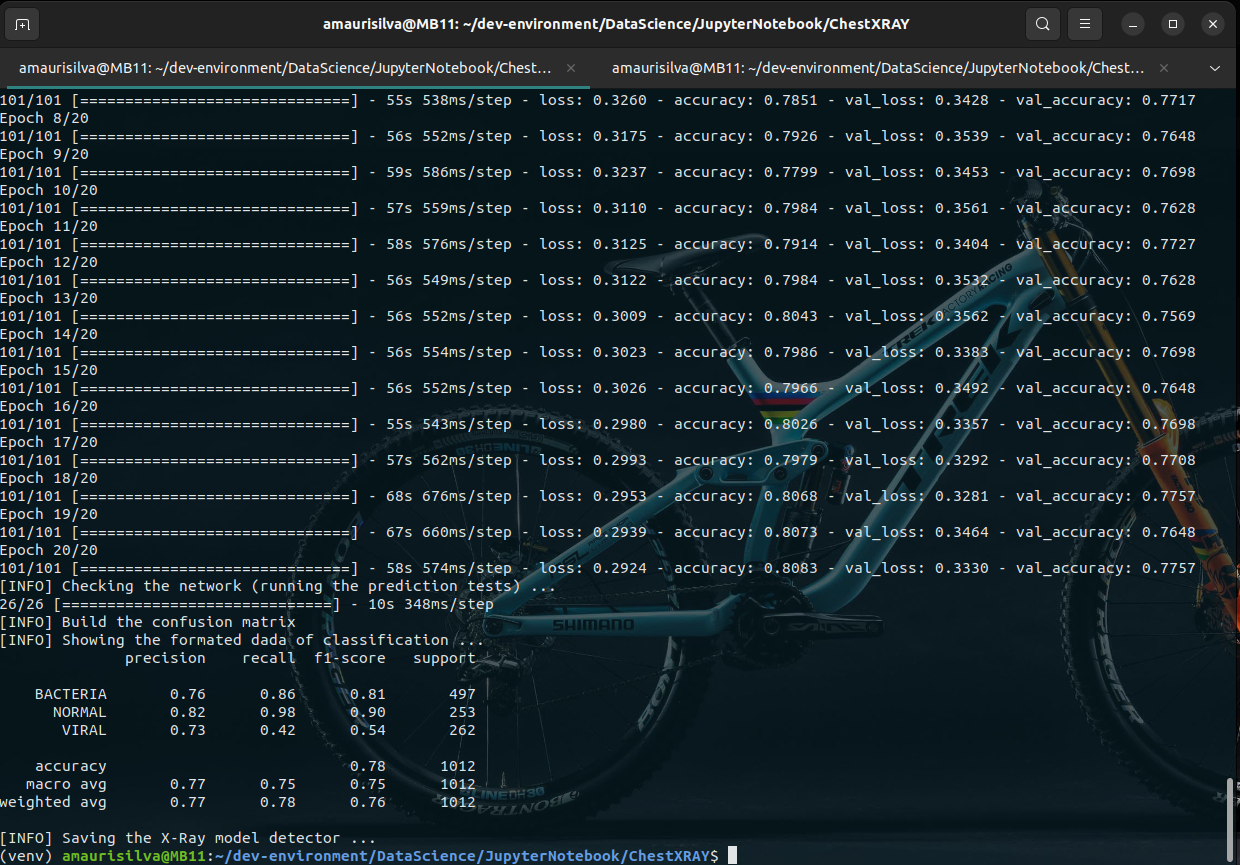 amaurisilva@MB11: ~/dev-environment/DataScience/JupyterNotebook/ChestXRAY
amaurisilva@MB11: ~/dev-environment/DataScience/JupyterNotebook/Chest... × amaurisilva@MB11: ~/dev-environment/DataScience/JupyterNotebook/Chest... ×
101/101 [==============================] - 55s 538ms/step - loss: 0.3260 - accuracy: 0.7851 - val_loss: 0.3428 - val_accuracy: 0.7717
Epoch 8/20
101/101 [==============================] - 56s 552ms/step - loss: 0.3175 - accuracy: 0.7926 - val_loss: 0.3539 - val_accuracy: 0.7648
Epoch 9/20
101/101 [==============================] - 59s 586ms/step - loss: 0.3237 - accuracy: 0.7799 - val_loss: 0.3453 - val_accuracy: 0.7698
Epoch 10/20
101/101 [==============================] - 57s 559ms/step - loss: 0.3110 - accuracy: 0.7984 - val_loss: 0.3561 - val_accuracy: 0.7628
Epoch 11/20
101/101 [==============================] - 58s 576ms/step - loss: 0.3125 - accuracy: 0.7914 - val_loss: 0.3404 - val_accuracy: 0.7727
Epoch 12/20
101/101 [==============================] - 56s 549ms/step - loss: 0.3122 - accuracy: 0.7984 - val_loss: 0.3532 - val_accuracy: 0.7628
Epoch 13/20
101/101 [==============================] - 56s 552ms/step - loss: 0.3009 - accuracy: 0.8043 - val_loss: 0.3562 - val_accuracy: 0.7569
Epoch 14/20
101/101 [==============================] - 56s 554ms/step - loss: 0.3023 - accuracy: 0.7986 - val_loss: 0.3383 - val_accuracy: 0.7698
Epoch 15/20
101/101 [==============================] - 56s 552ms/step - loss: 0.3026 - accuracy: 0.7966 - val_loss: 0.3492 - val_accuracy: 0.7648
Epoch 16/20
101/101 [==============================] - 55s 543ms/step - loss: 0.2980 - accuracy: 0.8026 - val_loss: 0.3357 - val_accuracy: 0.7698
Epoch 17/20
101/101 [==============================] - 57s 562ms/step - loss: 0.2993 - accuracy: 0.7979 - val_loss: 0.3292 - val_accuracy: 0.7708
Epoch 18/20
101/101 [==============================] - 68s 676ms/step - loss: 0.2953 - accuracy: 0.8068 - val_loss: 0.3281 - val_accuracy: 0.7757
Epoch 19/20
101/101 [==============================] - 67s 660ms/step - loss: 0.2939 - accuracy: 0.8073 - val_loss: 0.3464 - val_accuracy: 0.7648
Epoch 20/20
101/101 [==============================] - 58s 574ms/step - loss: 0.2924 - accuracy: 0.8083 - val_loss: 0.3330 - val_accuracy: 0.7757
[INFO] Checking the network (running the prediction tests) ...
26/26 [==============================] - 10s 348ms/step
[INFO] Build the confusion matrix
[INFO] Showing the formated dada of classification ...
precision recall f1-score support
BACTERIA 0.76 0.86 0.81 497
NORMAL 0.82 0.98 0.90 253
VIRAL 0.73 0.42 0.54 262
accuracy 0.78 1012
macro avg 0.77 0.75 0.75 1012
weighted avg 0.77 0.78 0.76 1012
[INFO] Saving the X-Ray model detector ...
(venv) amaurisilva@MB11:~/dev-environment/DataScience/JupyterNotebook/ChestXRAY$
TREK FACTORY RACING
TREK
SHIMANO
BONTRAGER
LINE DH30